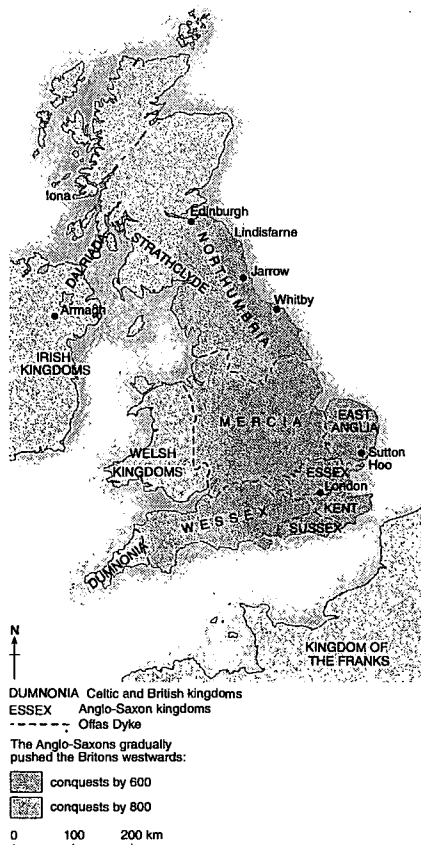 Iona
Edinburgh
Lindisfarne
DALRIADA
STRATHCLYDE
NORTHUMBRIA
Jarrow
Whitby
Armagh
IRISH
KINGDOMS
MERCIA
EAST
ANGLIA
WELSH
KINGDOMS
Sutton
Hoo
ESSEX
London
WESSEX
KENT
SUSSEX
DUMNONIA
KINGDOM OF
THE FRANKS
N
DUMNONIA Celtic and British kingdoms
ESSEX Anglo-Saxon kingdoms
Offas Dyke
The Anglo-Saxons gradually
pushed the Britons westwards:
conquests by 600
conquests by 800
0 100 200 km